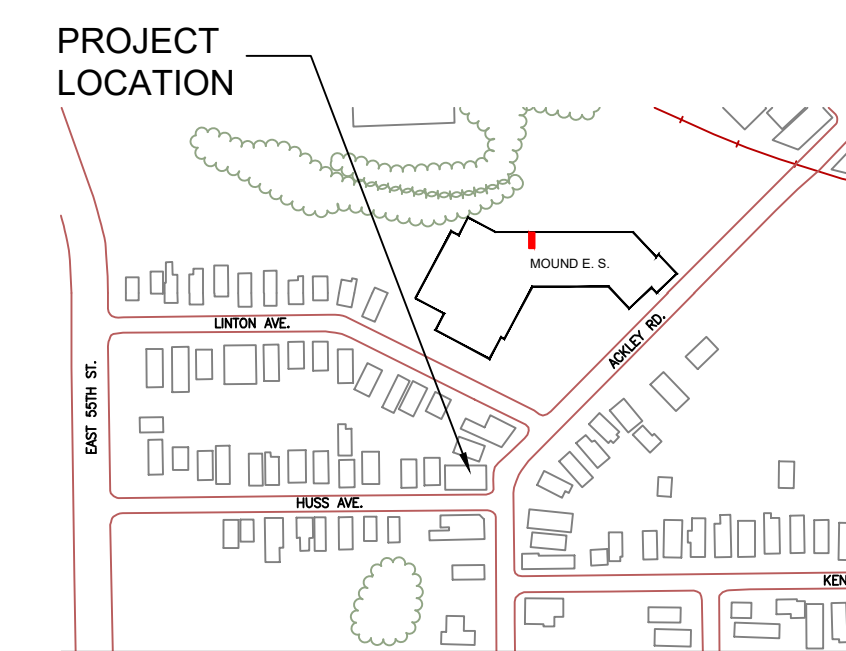 PROJECT
LOCATION
MOUND E. S.
LINTON AVE.
ACKLEY RD.
EAST 55TH ST.
HUSS AVE.
KEN